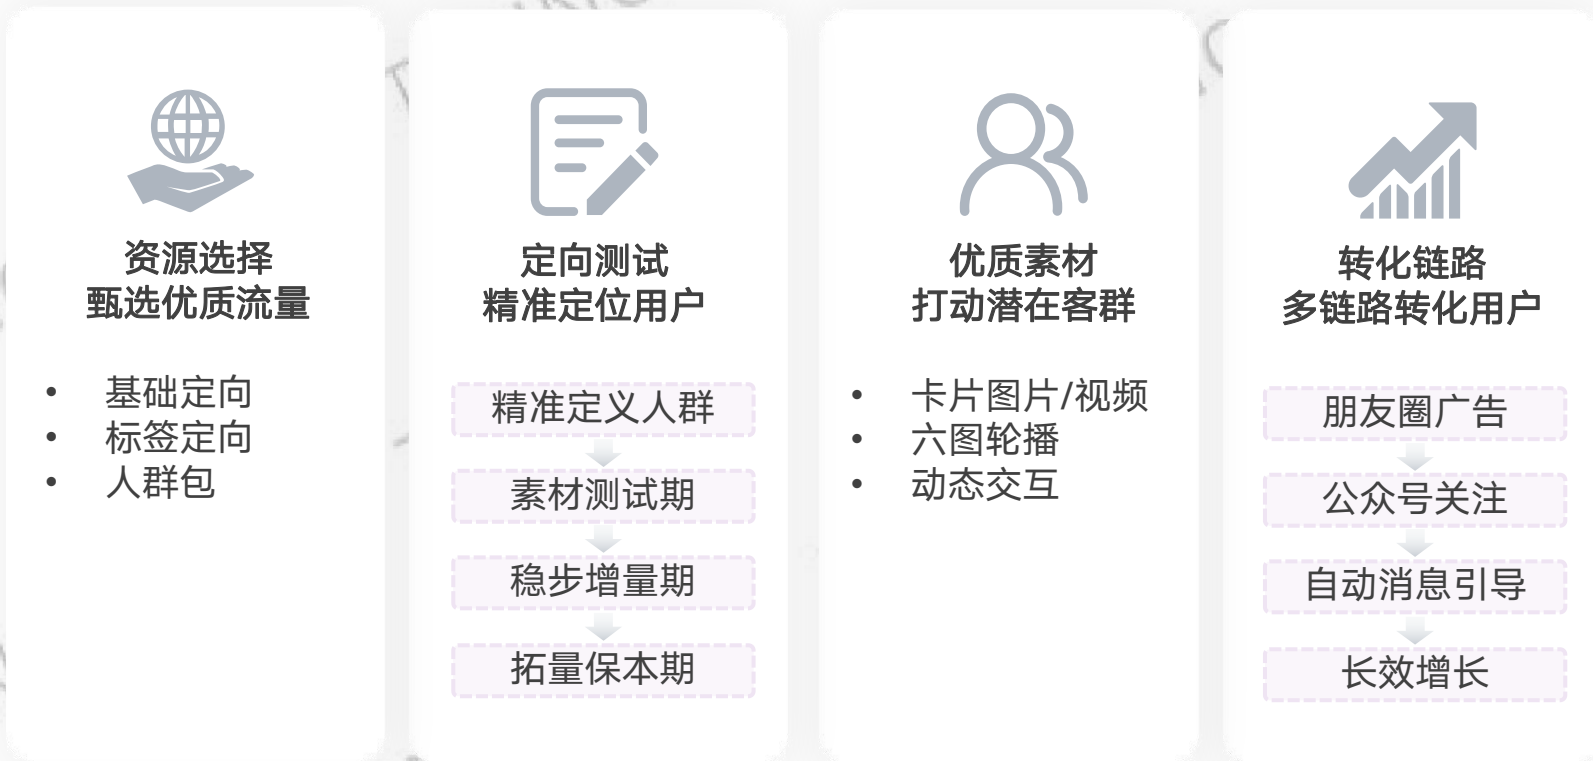 资源选择
甄选优质流量
• 基础定向
• 标签定向
• 人群包
定向测试
精准定位用户
精准定义人群
素材测试期
稳步增量期
拓量保本期
优质素材
打动潜在客群
• 卡片图片/视频
• 六图轮播
• 动态交互
转化链路
多链路转化用户
朋友圈广告
公众号关注
自动消息引导
长效增长